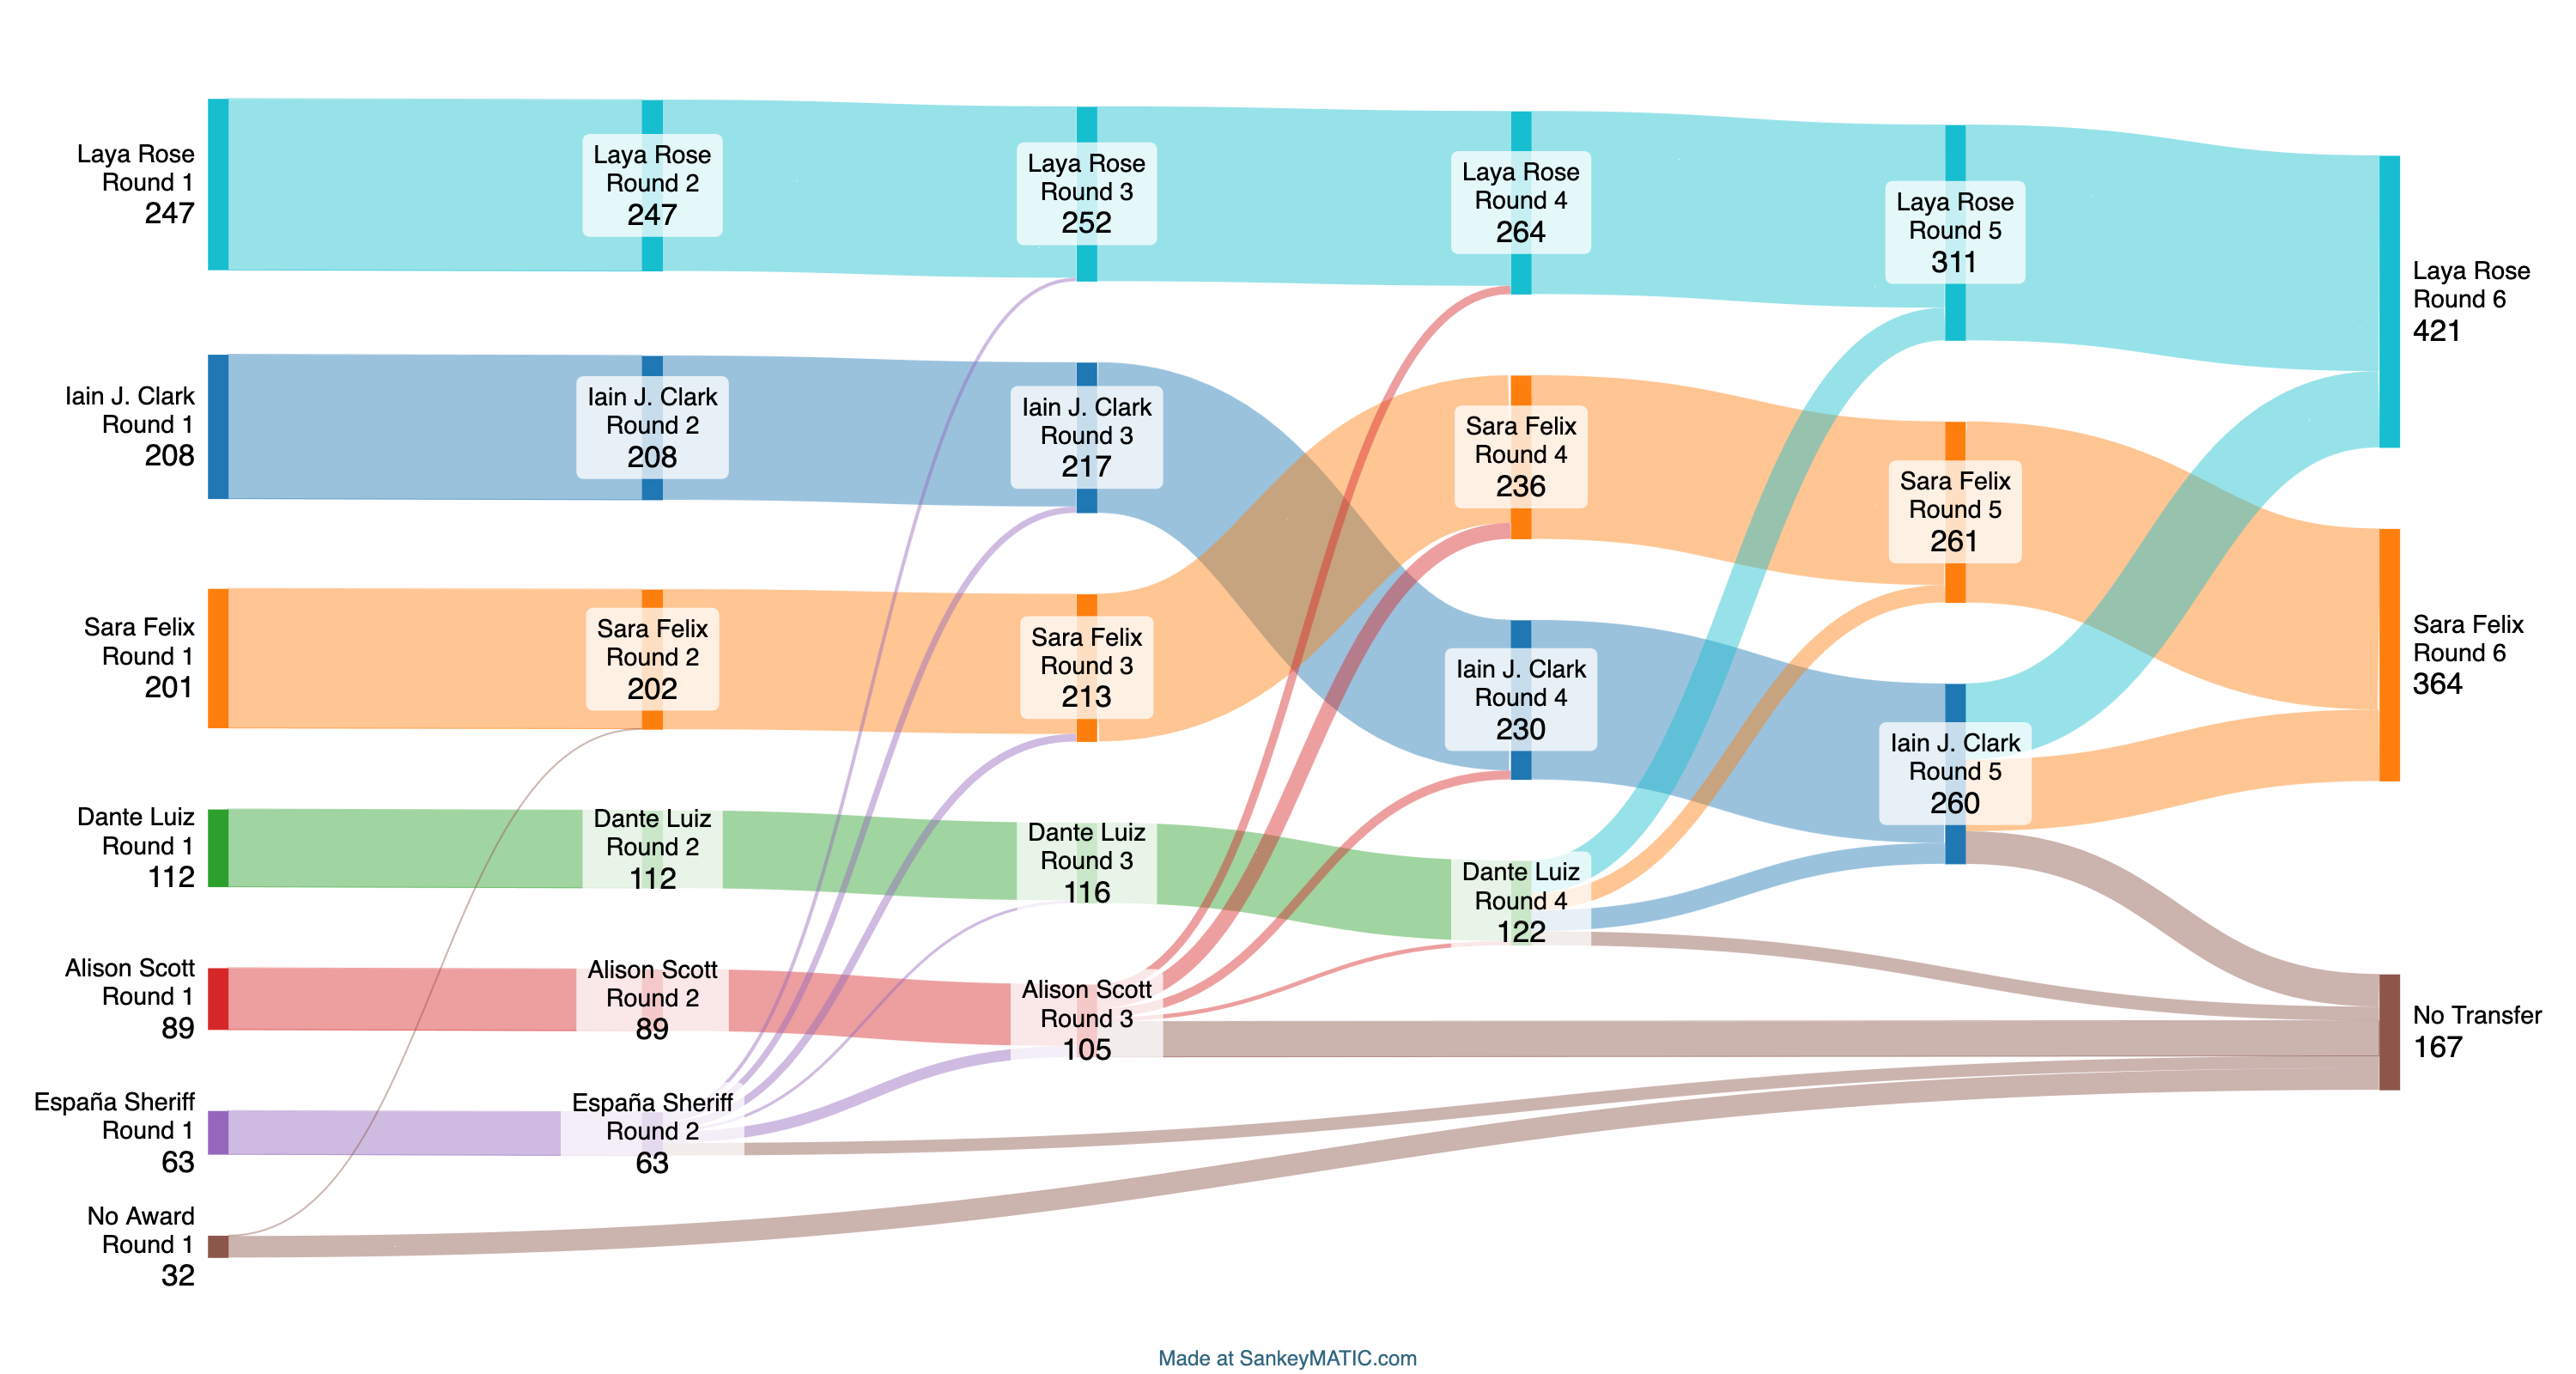 Laya Rose
Round 1
247
Iain J. Clark
Round 1
208
Sara Felix
Round 1
201
Dante Luiz
Round 1
112
Alison Scott
Round 1
89
España Sheriff
Round 1
63
No Award
Round 1
32
Laya Rose
Round 2
247
Iain J. Clark
Round 2
208
Sara Felix
Round 2
202
Dante Luiz
Round 2
112
Alison Scott
Round 2
89
España Sheriff
Round 2
63
Laya Rose
Round 3
252
Iain J. Clark
Round 3
217
Sara Felix
Round 3
213
Dante Luiz
Round 3
116
Alison Scott
Round 3
105
Laya Rose
Round 4
264
Sara Felix
Round 4
236
Iain J. Clark
Round 4
230
Dante Luiz
Round 4
122
Laya Rose
Round 5
311
Sara Felix
Round 5
261
Iain J. Clark
Round 5
260
Laya Rose
Round 6
421
Sara Felix
Round 6
364
No Transfer
167
Made at SankeyMATIC.com